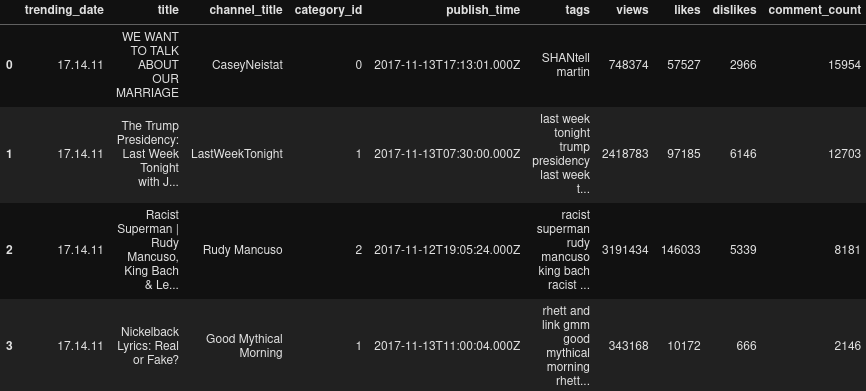 trending_date title channel_title category_id publish_time tags views likes dislikes comment_count
0 17.14.11 WE WANT TO TALK ABOUT OUR MARRIAGE CaseyNeistat 0 2017-11-13T17:13:01.000Z SHANtell martin 748374 57527 2966 15954
1 17.14.11 The Trump Presidency: Last Week Tonight with J... LastWeekTonight 1 2017-11-13T07:30:00.000Z last week tonight trump presidency last week t... 2418783 97185 6146 12703
2 17.14.11 Racist Superman | Rudy Mancuso, King Bach & Le... Rudy Mancuso 2 2017-11-12T19:05:24.000Z racist superman rudy mancuso king bach racist ... 3191434 146033 5339 8181
3 17.14.11 Nickelback Lyrics: Real or Fake? Good Mythical Morning 1 2017-11-13T11:00:04.000Z rhett and link gmm good mythical morning rhett... 343168 10172 666 2146